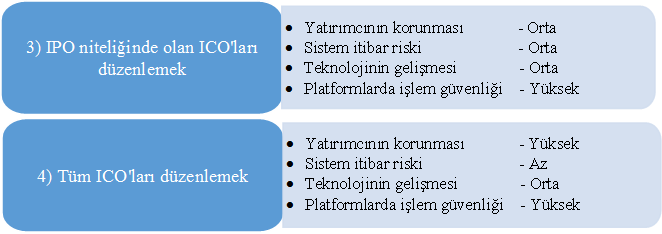 3) IPO niteliğinde olan ICO'ları
düzenlemek
• Yatırımcının korunması - Orta
• Sistem itibar riski - Orta
• Teknolojinin gelişmesi - Orta
• Platformlarda işlem güvenliği - Yüksek
4) Tüm ICO'ları düzenlemek
• Yatırımcının korunması - Yüksek
• Sistem itibar riski - Az
• Teknolojinin gelişmesi - Orta
• Platformlarda işlem güvenliği - Yüksek